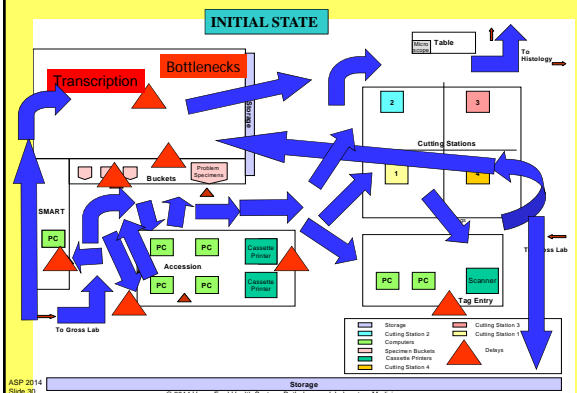 INITIAL STATE
Table
Micro
scope
To
Histology
Bottlenecks
Transcription
Storage
2
3
Cutting Stations
1
4
Problem
Specimens
Buckets
SMART
PC
PC
PC
Cassette
Printer
Accession
PC
PC
Cassette
Printer
PC
PC
Scanner
Tag Entry
To Gross Lab
Storage
Cutting Station 2
Computers
Specimen Buckets
Cassette Printers
Cutting Station 4
Cutting Station 3
Cutting Station 1
Delays
ASP 2014
Slide 30
Storage